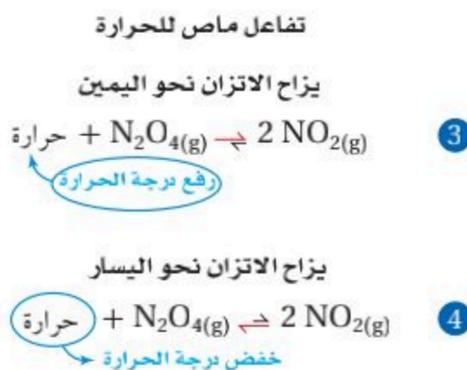 تفاعل ماص للحرارة
يزاح الاتزان نحو اليمين
حرارة + N₂O₄(g) ⇌ 2 NO₂(g) 3
رفع درجة الحرارة
يزاح الاتزان نحو اليسار
حرارة + N₂O₄(g) ⇌ 2 NO₂(g) 4
خفض درجة الحرارة